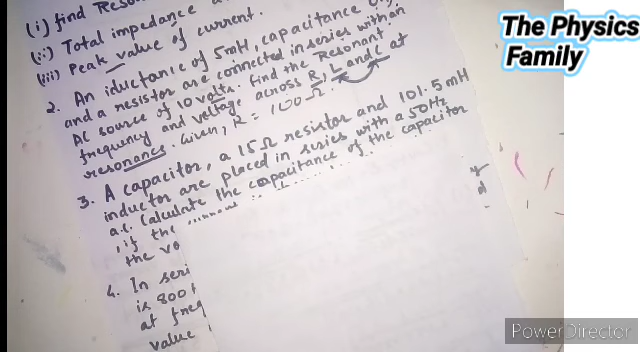 (i) find Reso
(ii) Total impedance a
(iii) Peak value of current.
2. An iductance of 5mH, capacitance
and a resistor are connected in series with an
AC source of 10 volts. find the Resonant
frequency and voltage across R, L and C at
resonance. Given, R = 100Ω.
3. A capacitor, a 15Ω resistor and 101.5 mH
inductor are placed in series with a 50Hz
a.c. Calculate the capacitance of the capacitor
, if the
the vo
4. In seri
is 800
at freq
value
The Physics
Family
PowerDirector